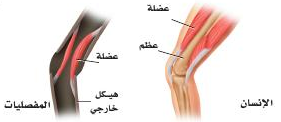 عضلة
عظم
الإنسان
عضلة
هيكل
خارجي
المفصليات